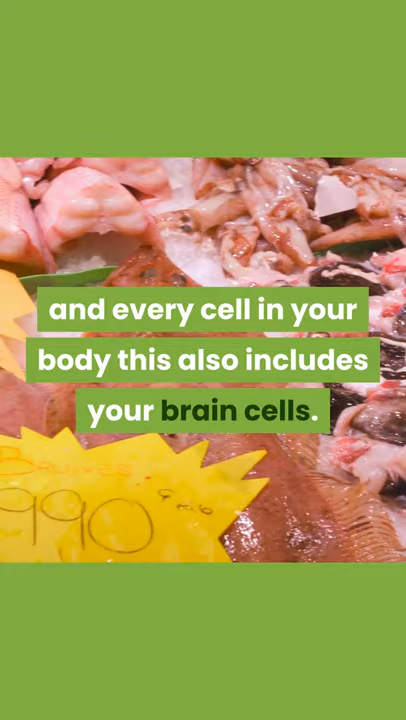 and every cell in your
body this also includes
your brain cells.
990